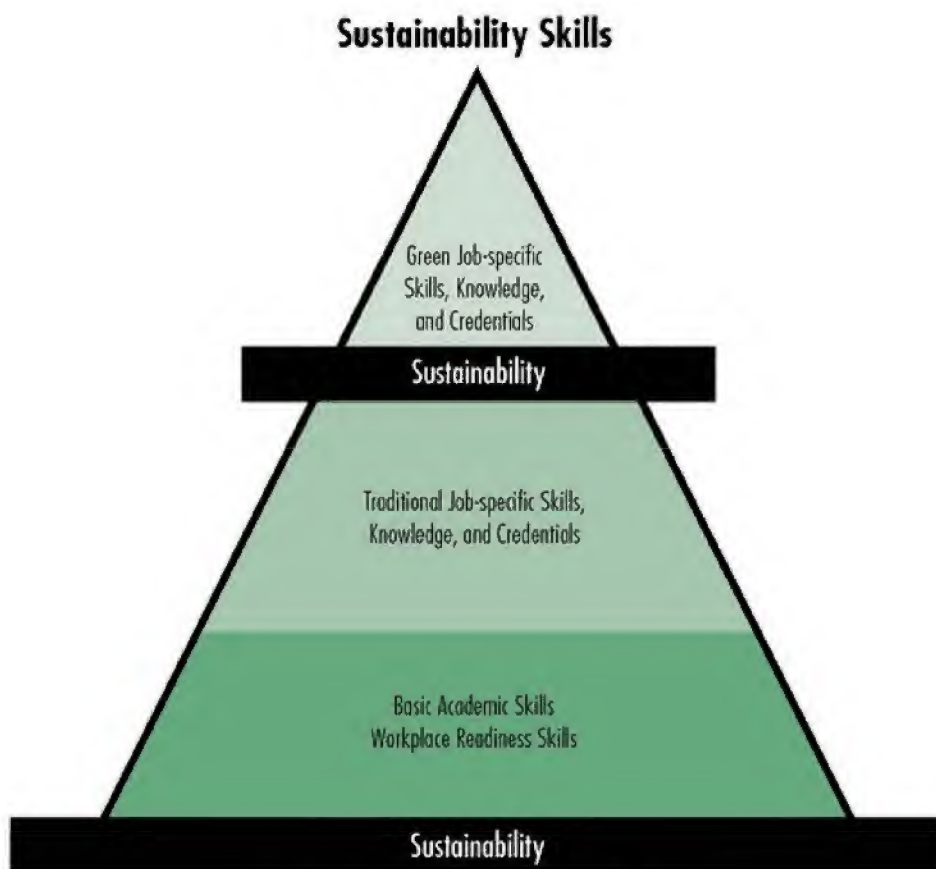 Sustainability Skills
Green Job-specific
Skills, Knowledge,
and Credentials
Sustainability
Traditional Job-specific Skills,
Knowledge, and Credentials
Basic Academic Skills
Workplace Readiness Skills
Sustainability